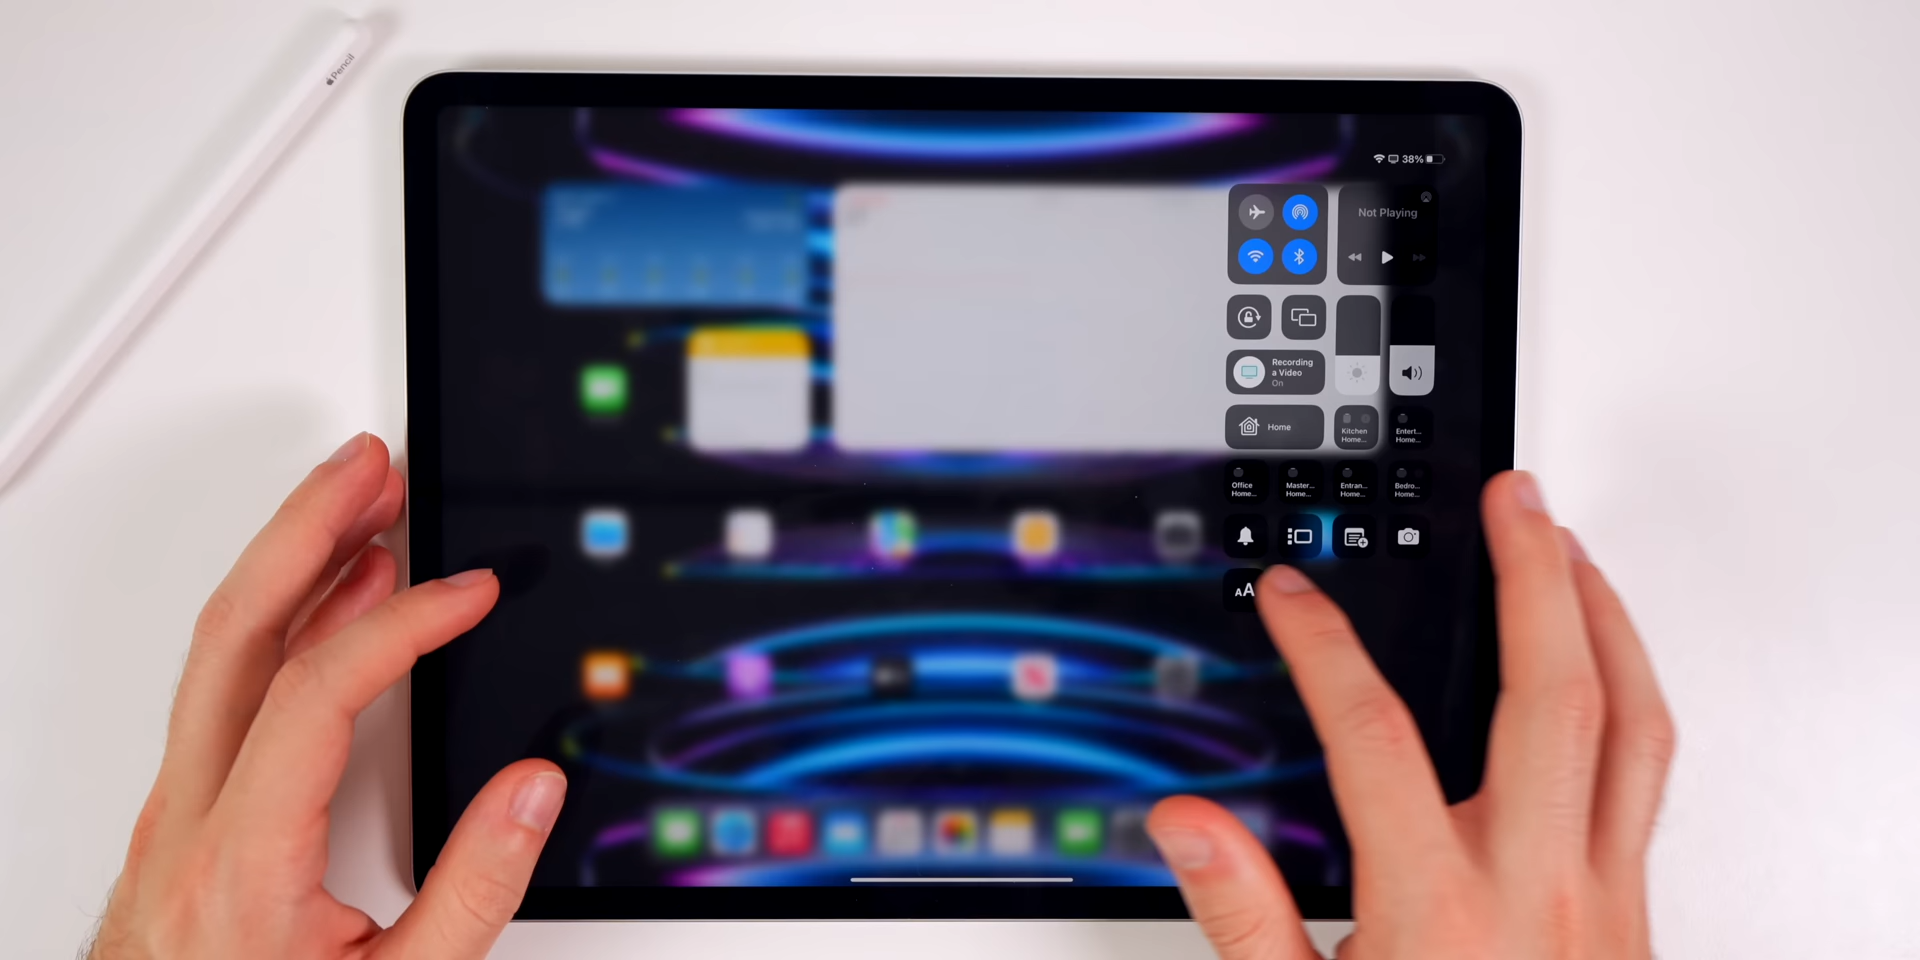 Pencil
38%
Not Playing
Recording
a Video
On
Home
Kitchen
Home...
Entert...
Home...
Office
Home...
Master...
Home...
Entran...
Home...
Bedro...
Home...
AA